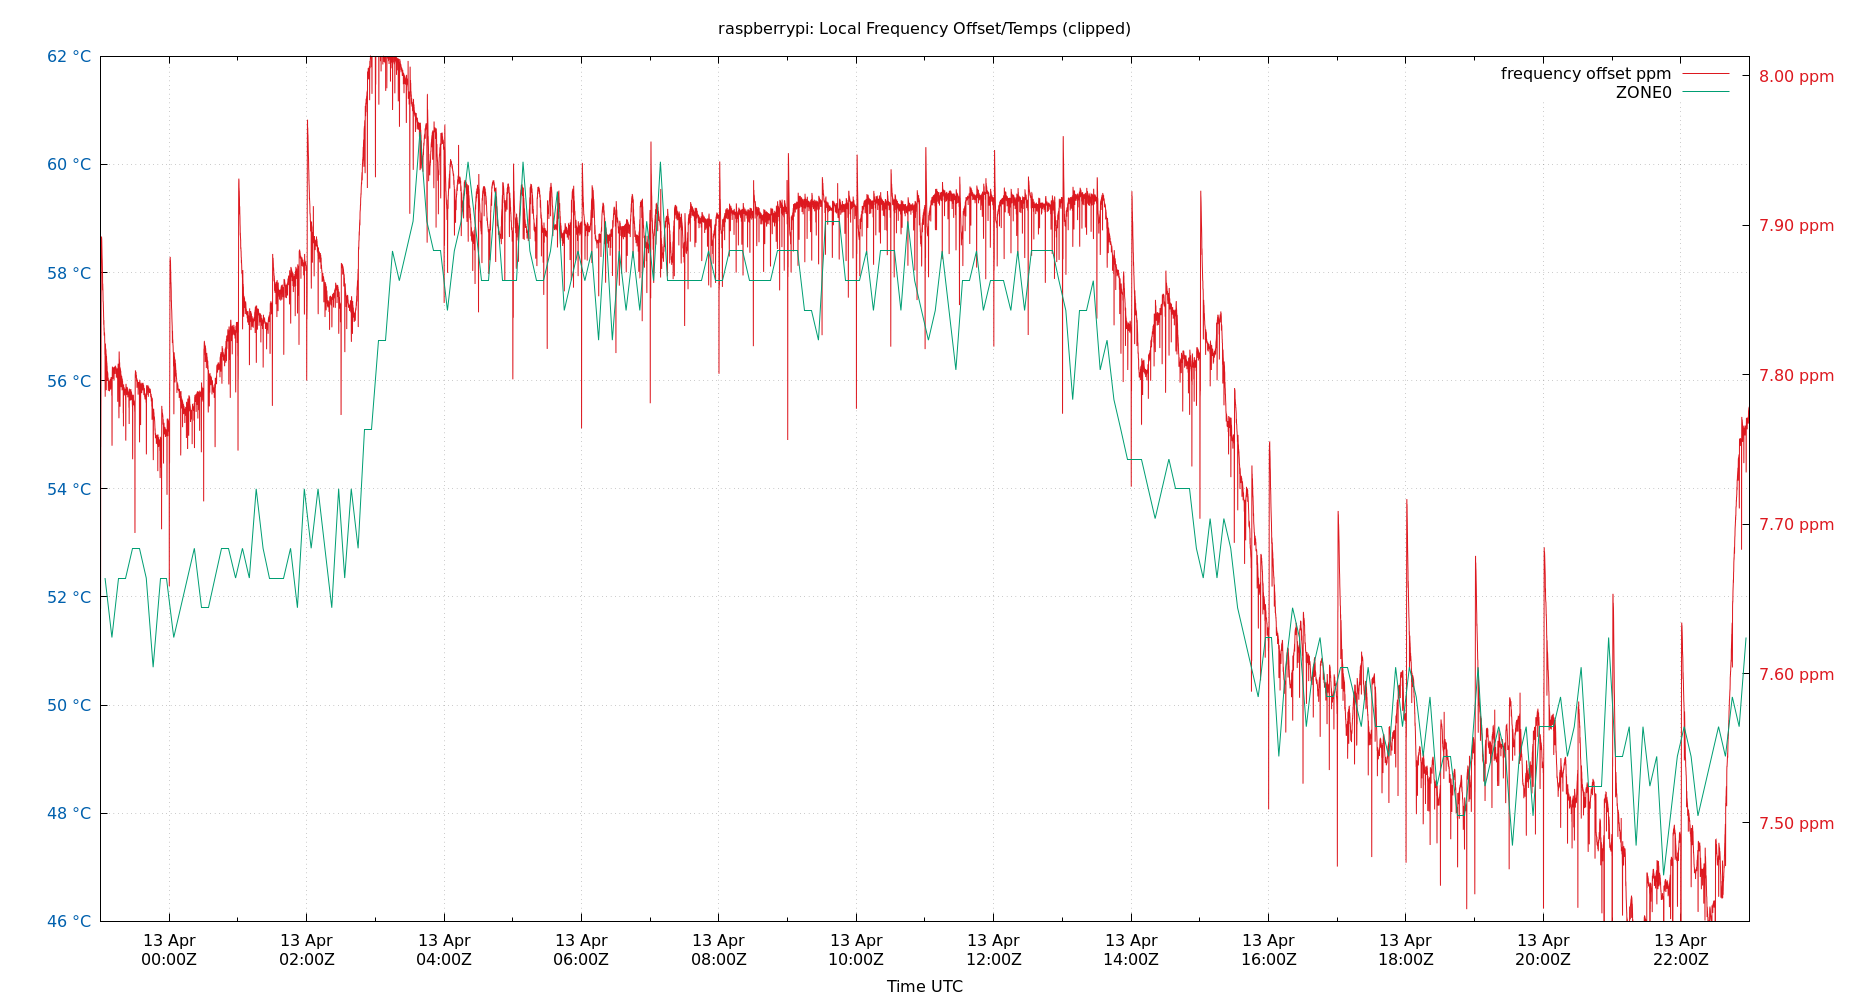 raspberrypi: Local Frequency Offset/Temps (clipped)
62 °C
60 °C
58 °C
56 °C
54 °C
52 °C
50 °C
48 °C
46 °C
frequency offset ppm
ZONE0
8.00 ppm
7.90 ppm
7.80 ppm
7.70 ppm
7.60 ppm
7.50 ppm
13 Apr
00:00Z
13 Apr
02:00Z
13 Apr
04:00Z
13 Apr
06:00Z
13 Apr
08:00Z
13 Apr
10:00Z
13 Apr
12:00Z
13 Apr
14:00Z
13 Apr
16:00Z
13 Apr
18:00Z
13 Apr
20:00Z
13 Apr
22:00Z
Time UTC